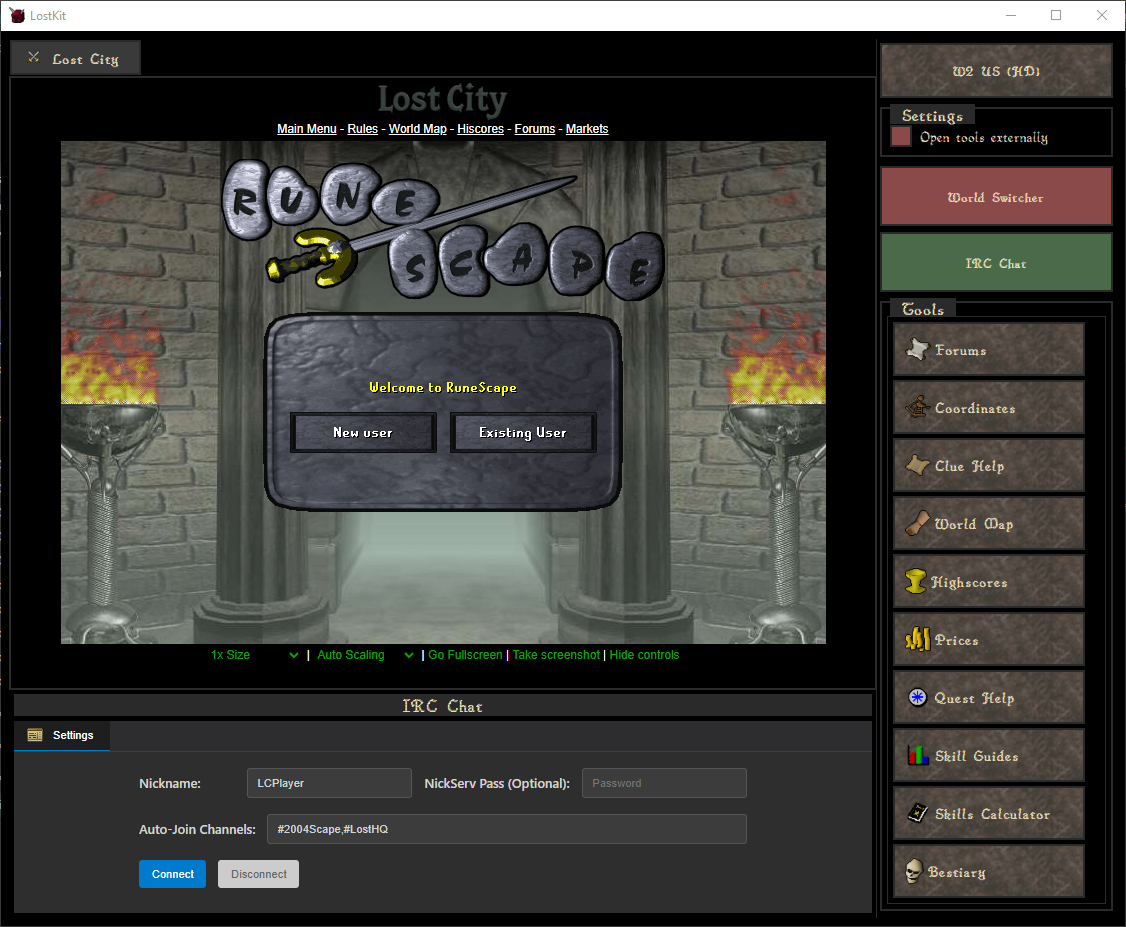 LostKit
Lost City
W2 US (HD)
Lost City
Main Menu - Rules - World Map - Hiscores - Forums - Markets
Settings
Open tools externally
RUNE
SCAPE
World Switcher
IRC Chat
Welcome to RuneScape
New user
Existing User
Tools
Forums
Coordinates
Clue Help
World Map
Highscores
Prices
Quest Help
Skill Guides
Skills Calculator
Bestiary
1x Size | Auto Scaling | Go Fullscreen | Take screenshot | Hide controls
IRC Chat
Settings
Nickname: LCPlayer NickServ Pass (Optional): Password
Auto-Join Channels: #2004Scape,#LostHQ
Connect Disconnect